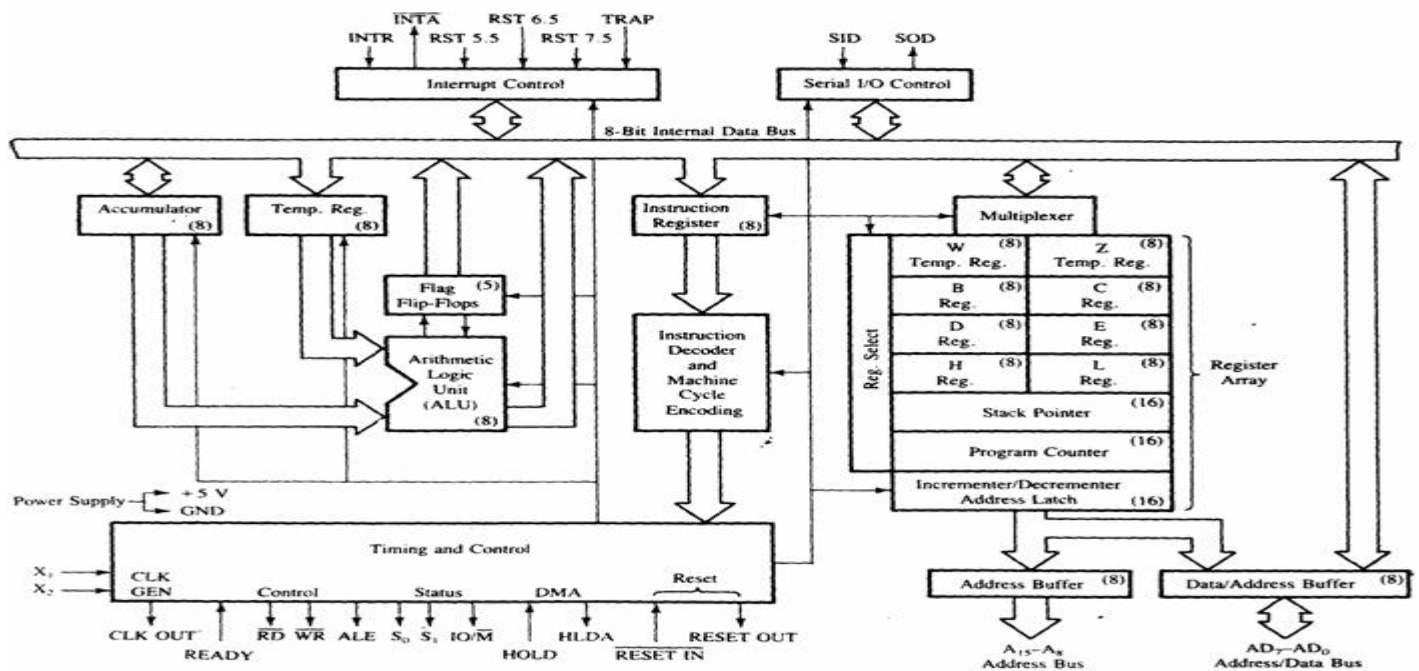 INTA RST 6.5 TRAP
INTR RST 5.5 RST 7.5 SID SOD
Interrupt Control Serial I/O Control
8-Bit Internal Data Bus
Accumulator (8)
Temp. Reg. (8)
Instruction Register (8)
Multiplexer
Flag (5)
Flip-Flops
Arithmetic
Logic
Unit
(ALU)
(8)
Instruction
Decoder
and
Machine
Cycle
Encoding
Reg. Select
W (8) Temp. Reg.
Z (8) Temp. Reg.
B (8) Reg.
C (8) Reg.
D (8) Reg.
E (8) Reg.
H (8) Reg.
L (8) Reg.
Stack Pointer (16)
Program Counter (16)
Incrementer/Decrementer
Address Latch (16)
Register
Array
Power Supply
+5 V
GND
Timing and Control
X₁
X₂
CLK
GEN
Control Status DMA Reset
CLK OUT RD WR ALE S₀ S₁ IO/M HLDA RESET OUT
READY HOLD RESET IN
Address Buffer (8)
Data/Address Buffer (8)
A₁₅–A₈
Address Bus
AD₇–AD₀
Address/Data Bus